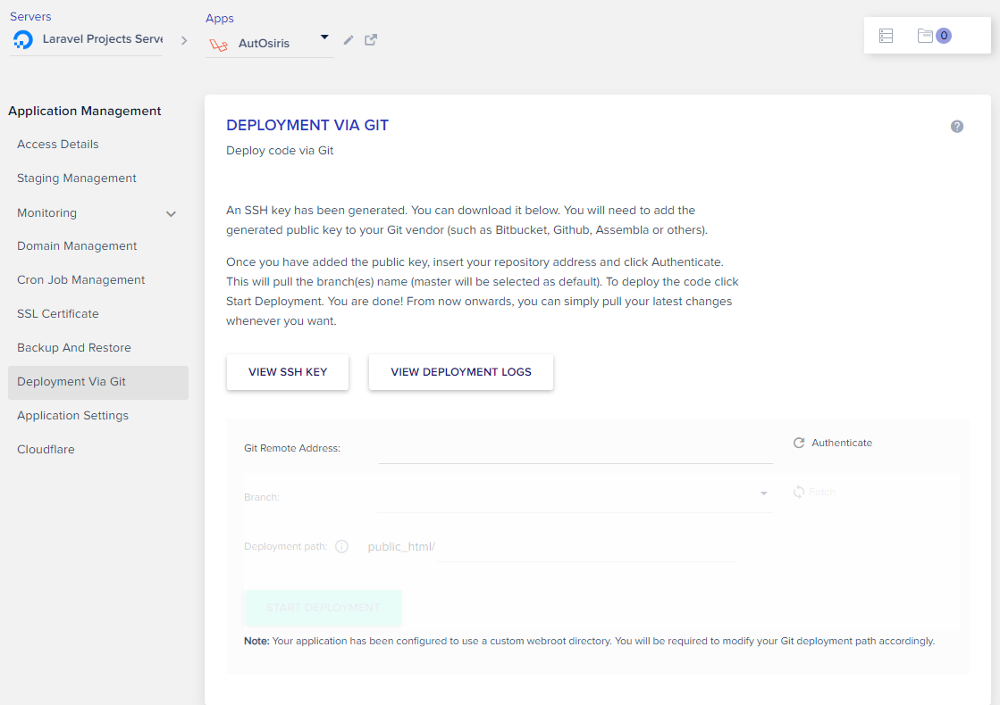 Servers
Laravel Projects Serve
Apps
AutOsiris
0
Application Management
Access Details
Staging Management
Monitoring
Domain Management
Cron Job Management
SSL Certificate
Backup And Restore
Deployment Via Git
Application Settings
Cloudflare
DEPLOYMENT VIA GIT
?
Deploy code via Git
An SSH key has been generated. You can download it below. You will need to add the
generated public key to your Git vendor (such as Bitbucket, Github, Assembla or others).
Once you have added the public key, insert your repository address and click Authenticate.
This will pull the branch(es) name (master will be selected as default). To deploy the code click
Start Deployment. You are done! From now onwards, you can simply pull your latest changes
whenever you want.
VIEW SSH KEY
VIEW DEPLOYMENT LOGS
Git Remote Address:
Authenticate
Branch:
Fetch
Deployment path:
public_html/
START DEPLOYMENT
Note: Your application has been configured to use a custom webroot directory. You will be required to modify your Git deployment path accordingly.